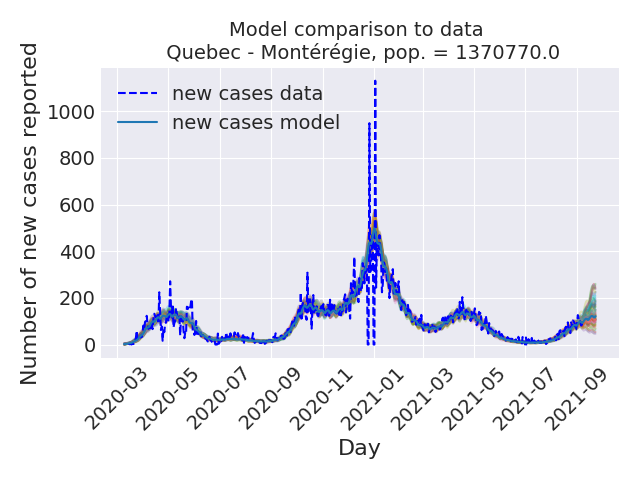 Model comparison to data
Quebec - Montérégie, pop. = 1370770.0
Number of new cases reported
1000
800
600
400
200
0
new cases data
new cases model
2020-03
2020-05
2020-07
2020-09
2020-11
2021-01
2021-03
2021-05
2021-07
2021-09
Day